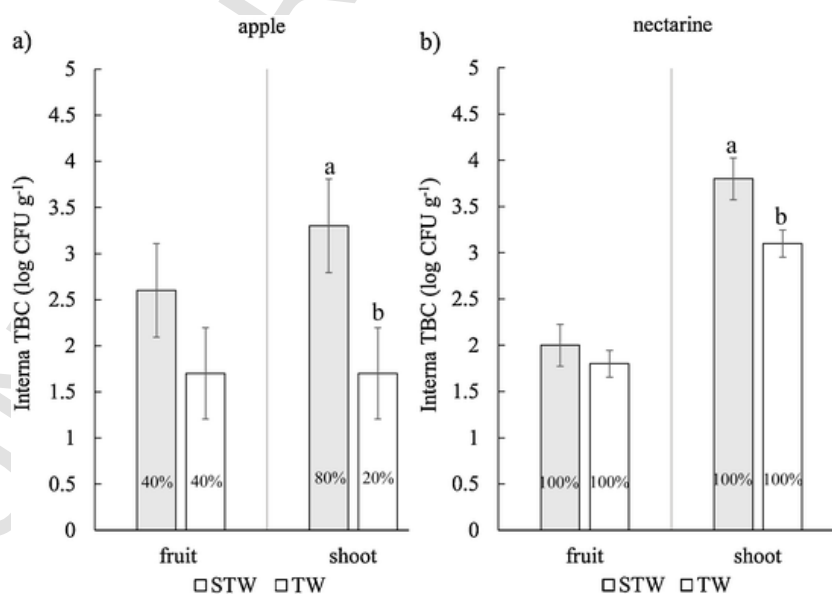 apple
a)
Interna TBC (log CFU g-1)
5
4.5
4
3.5
3
2.5
2
1.5
1
0.5
0
a
b
40%
40%
80%
20%
fruit
shoot
STW
TW
nectarine
b)
Interna TBC (log CFU g-1)
5
4.5
4
3.5
3
2.5
2
1.5
1
0.5
0
a
b
100%
100%
100%
100%
fruit
shoot
STW
TW